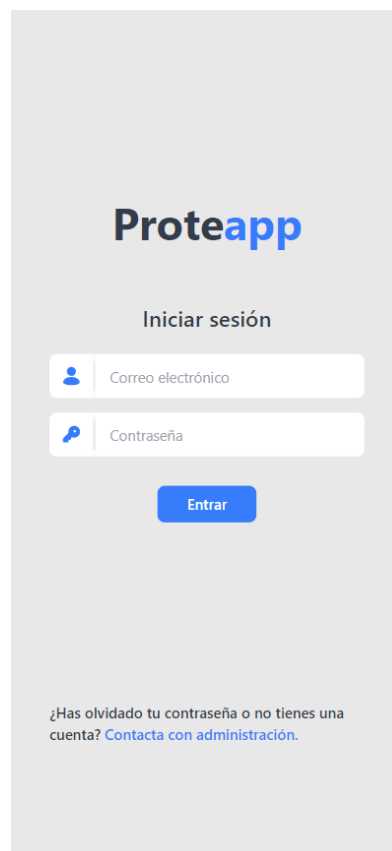 Proteapp
Iniciar sesión
Correo electrónico
Contraseña
Entrar
¿Has olvidado tu contraseña o no tienes una
cuenta? Contacta con administración.